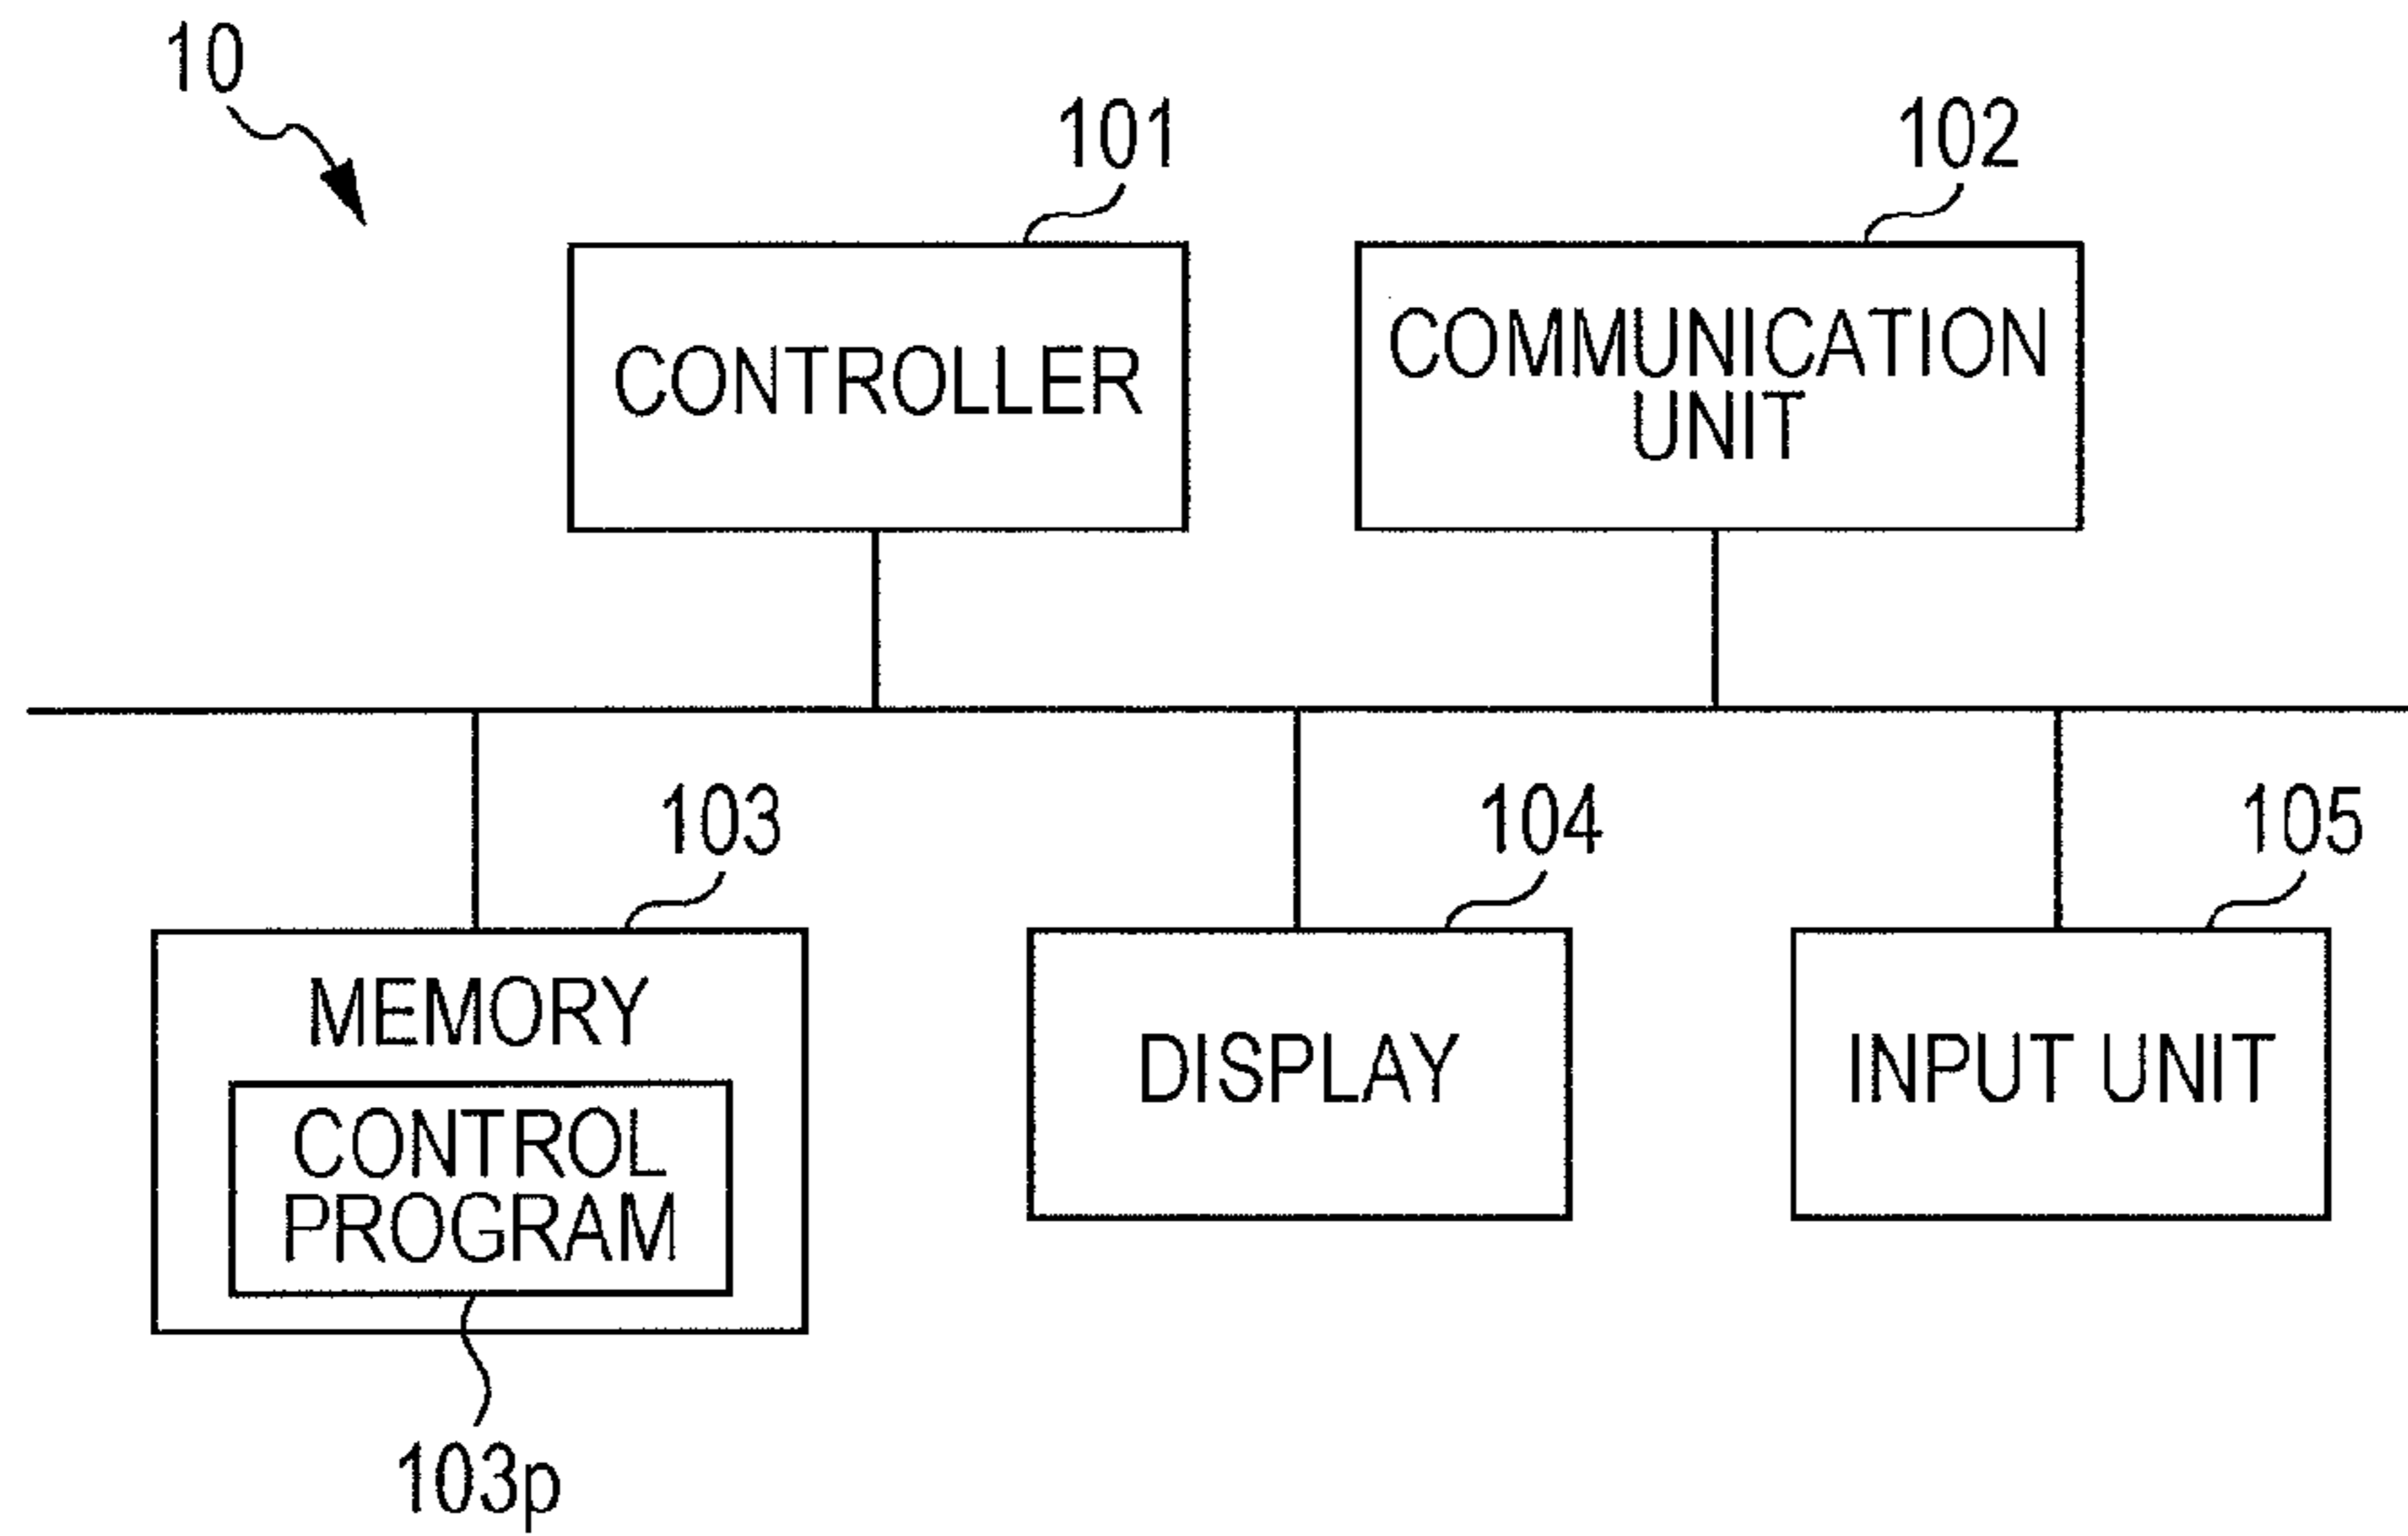 10
101
102
CONTROLLER
COMMUNICATION
UNIT
103
104
105
MEMORY
CONTROL
PROGRAM
DISPLAY
INPUT UNIT
103p